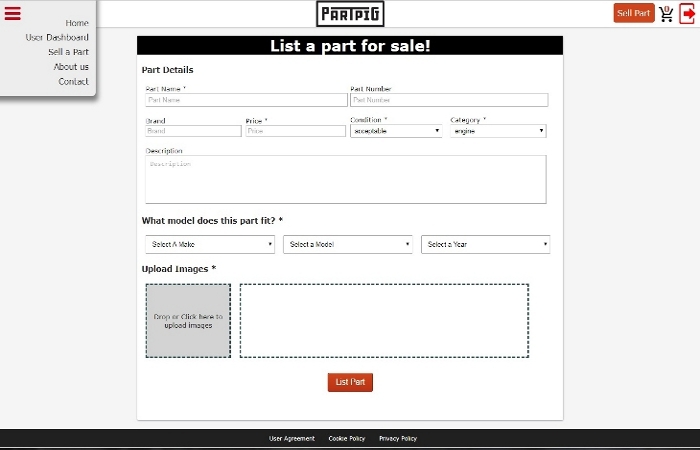 PARTPIG
Sell Part
0
Home
User Dashboard
Sell a Part
About us
Contact
List a part for sale!
Part Details
Part Name * Part Number
Part Name Part Number
Brand Price * Condition * Category *
Brand Price acceptable engine
Description
Description
What model does this part fit? *
Select A Make Select a Model Select a Year
Upload Images *
Drop or Click here to
upload images
List Part
User Agreement Cookie Policy Privacy Policy